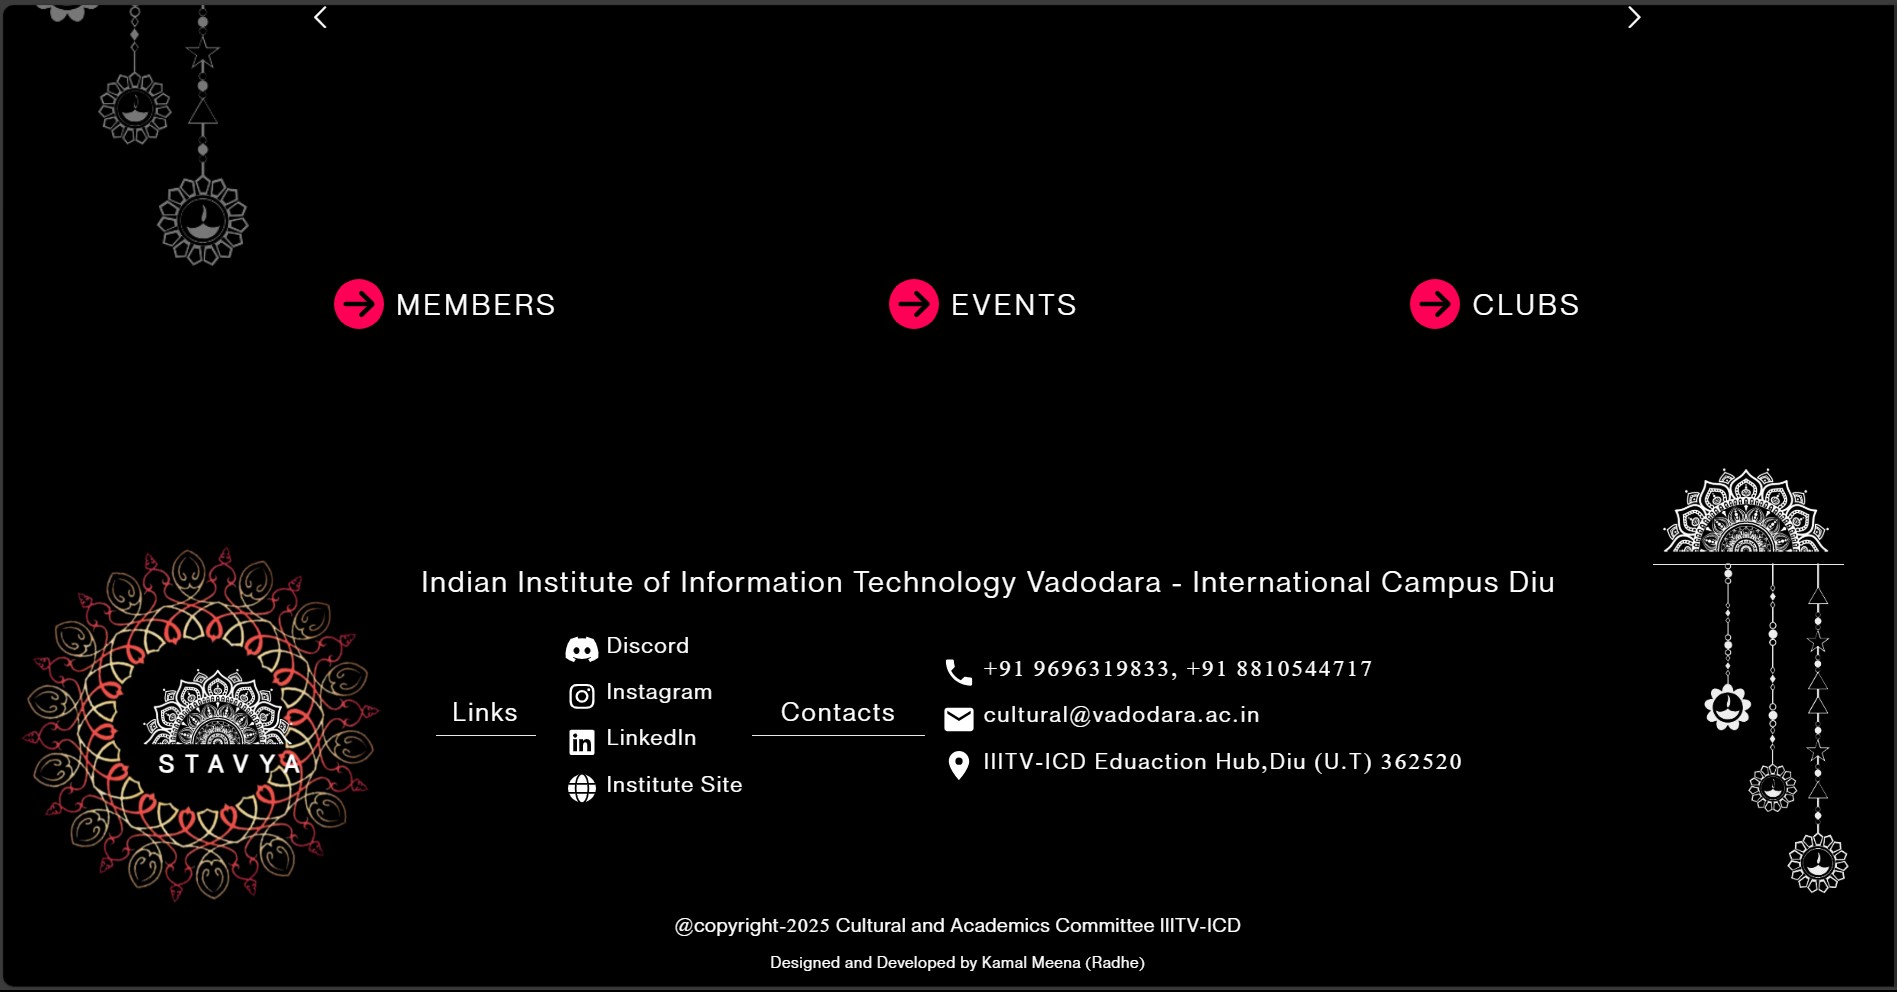 MEMBERS
EVENTS
CLUBS
Indian Institute of Information Technology Vadodara - International Campus Diu
STAVYA
Links
Discord
Instagram
LinkedIn
Institute Site
Contacts
+91 9696319833, +91 8810544717
cultural@vadodara.ac.in
IIITV-ICD Eduaction Hub,Diu (U.T) 362520
@copyright-2025 Cultural and Academics Committee IIITV-ICD
Designed and Developed by Kamal Meena (Radhe)